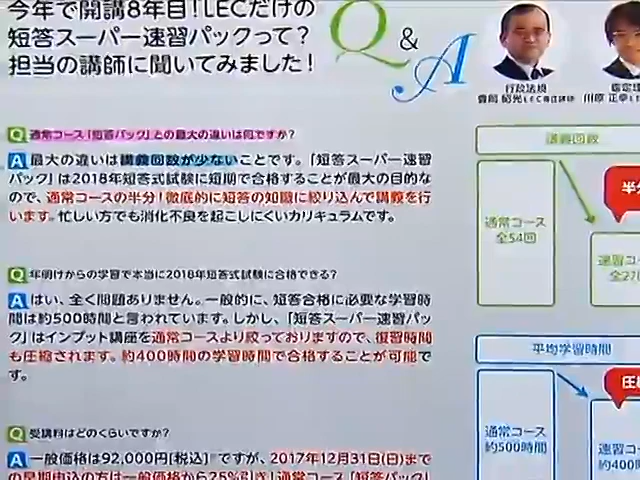 今年で開講8年目！LECだけの
短答スーパー速習パックって？
担当の講師に聞いてみました！
Q & A
行政法規
LEC専任講師
Q 通常コース「短答パック」との最大の違いは何ですか？
A 最大の違いは講義回数が少ないことです。「短答スーパー速習
パック」は2018年短答式試験に短期で合格することが最大の目的な
ので、通常コースの半分！徹底的に短答の知識に絞り込んで講義を行
います。忙しい方でも消化不良を起こしにくいカリキュラムです。
Q 年明けからの学習で本当に2018年短答式試験に合格できる？
A はい、全く問題ありません。一般的に、短答合格に必要な学習時
間は約500時間と言われています。しかし、「短答スーパー速習パッ
ク」はインプット講座を通常コースより絞っておりますので、復習時間
も圧縮されます。約400時間の学習時間で合格することが可能で
す。
Q 受講料はどのくらいですか？
A 一般価格は92,000円[税込]ですが、2017年12月31日(日)まで
の早期申込の方は一般価格から25%引き！通常コース「短答パック」
講義回数
通常コース
全54回
半分
速習コー
全27
平均学習時間
通常コース
約500時間
圧
速習コー
約400